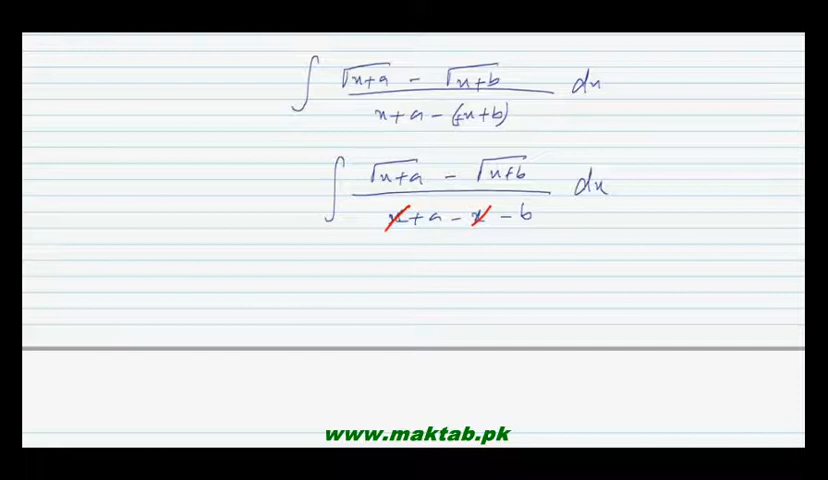 ∫ (√(x+a) - √(x+b)) / (x+a-(x+b)) dx
∫ (√(x+a) - √(x+b)) / (x+a-x-b) dx
www.maktab.pk